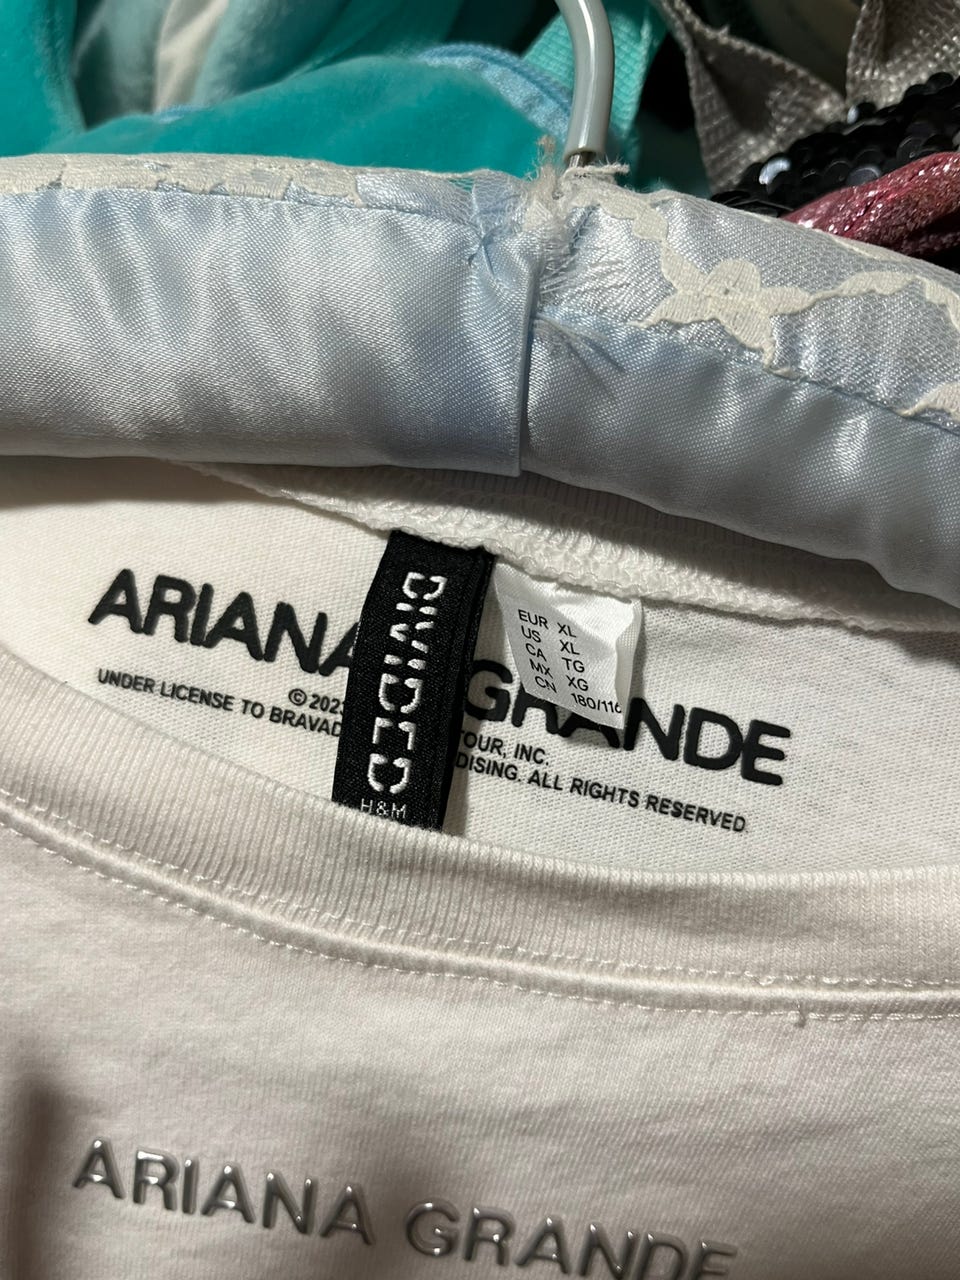 ARIANA GRANDE
© 202 TOUR, INC.
UNDER LICENSE TO BRAVAD DISING. ALL RIGHTS RESERVED
DIVIDED
H&M
EUR XL
US XL
CA TG
MX XG
CN 180/116
ARIANA GRANDE